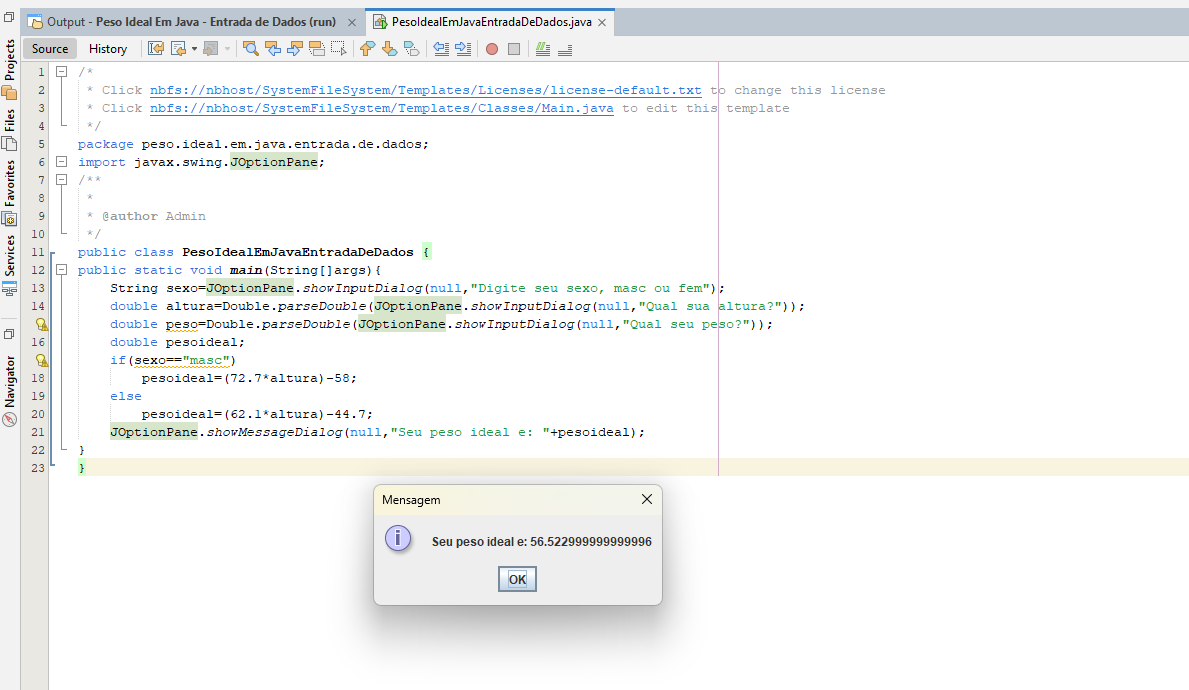 Output - Peso Ideal Em Java - Entrada de Dados (run) PesoIdealEmJavaEntradaDeDados.java
Source History
Projects
Files
Favorites
Services
Navigator
1 /*
2 * Click nbfs://nbhost/SystemFileSystem/Templates/Licenses/license-default.txt to change this license
3 * Click nbfs://nbhost/SystemFileSystem/Templates/Classes/Main.java to edit this template
4 */
5 package peso.ideal.em.java.entrada.de.dados;
6 import javax.swing.JOptionPane;
7 /**
8 *
9 * @author Admin
10 */
11 public class PesoIdealEmJavaEntradaDeDados {
12 public static void main(String[]args){
13 String sexo=JOptionPane.showInputDialog(null,"Digite seu sexo, masc ou fem");
14 double altura=Double.parseDouble(JOptionPane.showInputDialog(null,"Qual sua altura?"));
double peso=Double.parseDouble(JOptionPane.showInputDialog(null,"Qual seu peso?"));
16 double pesoideal;
if(sexo=="masc")
18 pesoideal=(72.7*altura)-58;
19 else
20 pesoideal=(62.1*altura)-44.7;
21 JOptionPane.showMessageDialog(null,"Seu peso ideal e: "+pesoideal);
22 }
23 }
Mensagem
Seu peso ideal e: 56.522999999999996
OK